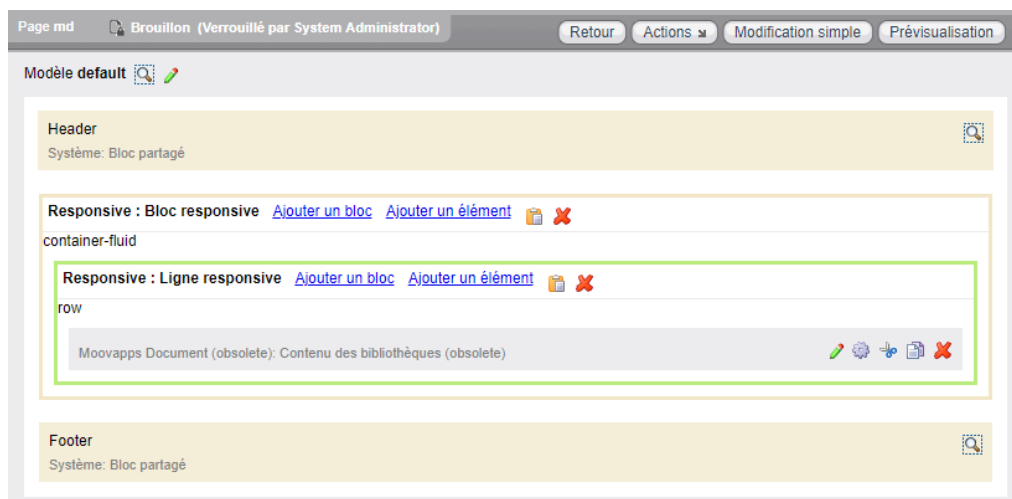 Page md Brouillon (Verrouillé par System Administrator) Retour Actions Modification simple Prévisualisation
Modèle default
Header
Système: Bloc partagé
Responsive : Bloc responsive Ajouter un bloc Ajouter un élément
container-fluid
Responsive : Ligne responsive Ajouter un bloc Ajouter un élément
row
Moovapps Document (obsolete): Contenu des bibliothèques (obsolete)
Footer
Système: Bloc partagé